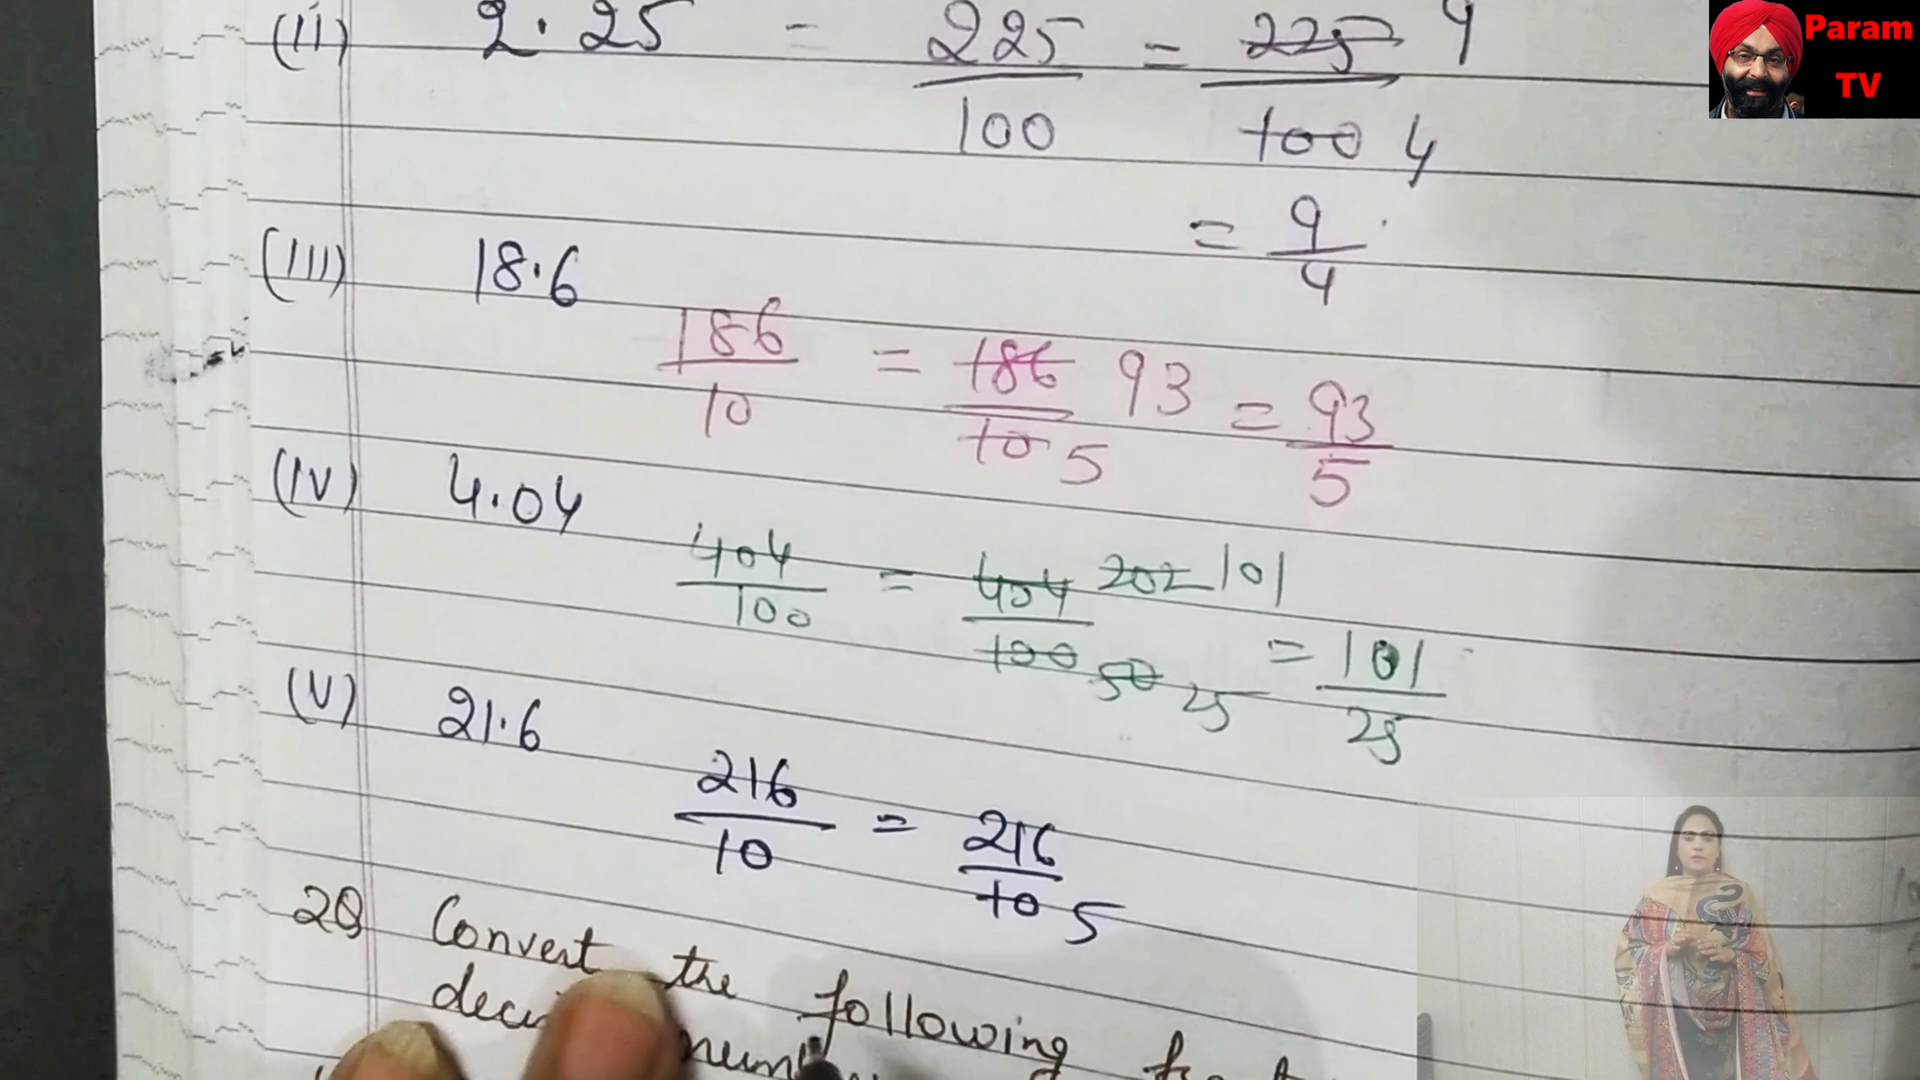 Param
TV
(ii) 2.25 = 225/100 = 225 9/100 4
= 9/4
(iii) 18.6
186/10 = 186 93/10 5 = 93/5
(iv) 4.04
404/100 = 404 202 101/100 50 25 = 101/25
(v) 21.6
216/10 = 216/10 5
2Q Convert the following